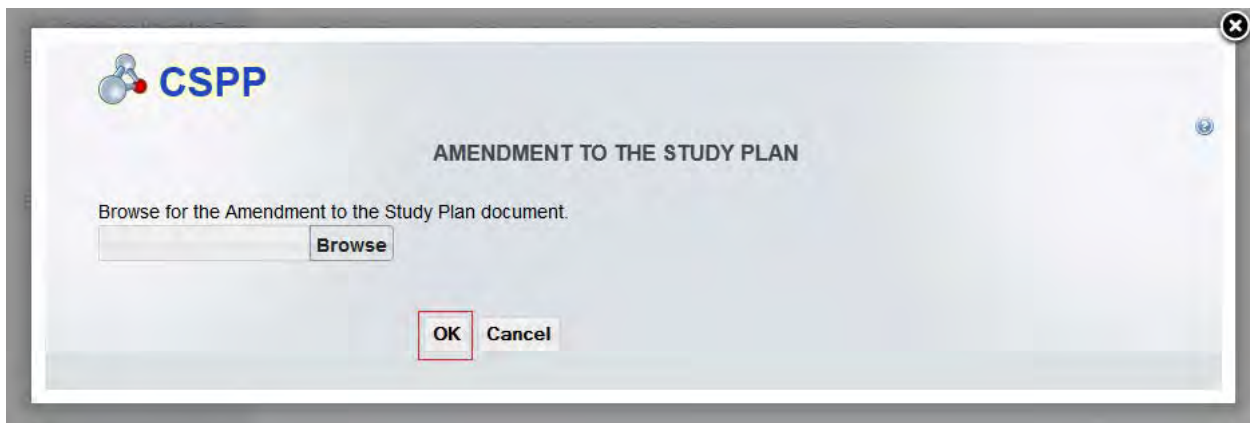 CSPP
AMENDMENT TO THE STUDY PLAN
Browse for the Amendment to the Study Plan document.
Browse
OK Cancel